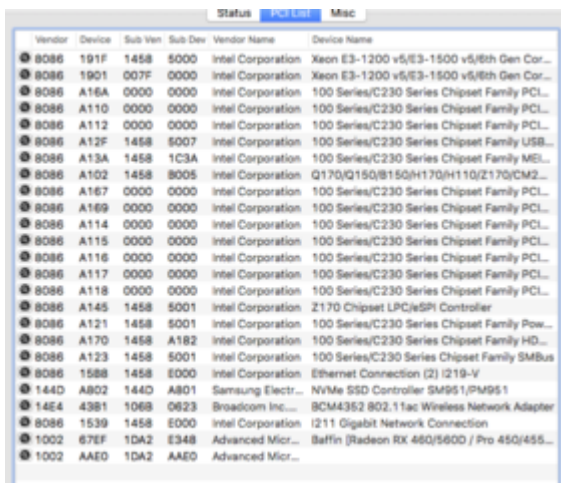 Status PCI List Misc
Vendor Device Sub Ven Sub Dev Vendor Name Device Name
8086 191F 1458 5000 Intel Corporation Xeon E3-1200 v5/E3-1500 v5/6th Gen Cor...
8086 1901 007F 0000 Intel Corporation Xeon E3-1200 v5/E3-1500 v5/6th Gen Cor...
8086 A16A 0000 0000 Intel Corporation 100 Series/C230 Series Chipset Family PCI...
8086 A110 0000 0000 Intel Corporation 100 Series/C230 Series Chipset Family PCI...
8086 A112 0000 0000 Intel Corporation 100 Series/C230 Series Chipset Family PCI...
8086 A12F 1458 5007 Intel Corporation 100 Series/C230 Series Chipset Family USB...
8086 A13A 1458 1C3A Intel Corporation 100 Series/C230 Series Chipset Family MEI...
8086 A102 1458 B005 Intel Corporation Q170/Q150/B150/H170/H110/Z170/CM2...
8086 A167 0000 0000 Intel Corporation 100 Series/C230 Series Chipset Family PCI...
8086 A169 0000 0000 Intel Corporation 100 Series/C230 Series Chipset Family PCI...
8086 A114 0000 0000 Intel Corporation 100 Series/C230 Series Chipset Family PCI...
8086 A115 0000 0000 Intel Corporation 100 Series/C230 Series Chipset Family PCI...
8086 A116 0000 0000 Intel Corporation 100 Series/C230 Series Chipset Family PCI...
8086 A117 0000 0000 Intel Corporation 100 Series/C230 Series Chipset Family PCI...
8086 A118 0000 0000 Intel Corporation 100 Series/C230 Series Chipset Family PCI...
8086 A145 1458 5001 Intel Corporation Z170 Chipset LPC/eSPI Controller
8086 A121 1458 5001 Intel Corporation 100 Series/C230 Series Chipset Family Pow...
8086 A170 1458 A182 Intel Corporation 100 Series/C230 Series Chipset Family HD...
8086 A123 1458 5001 Intel Corporation 100 Series/C230 Series Chipset Family SMBus
8086 15B8 1458 E000 Intel Corporation Ethernet Connection (2) I219-V
144D A802 144D A801 Samsung Electr... NVMe SSD Controller SM951/PM951
14E4 43B1 106B 0623 Broadcom Inc.... BCM4352 802.11ac Wireless Network Adapter
8086 1539 1458 E000 Intel Corporation I211 Gigabit Network Connection
1002 67EF 1DA2 E348 Advanced Micr... Baffin [Radeon RX 460/560D / Pro 450/455...
1002 AAE0 1DA2 AAE0 Advanced Micr...